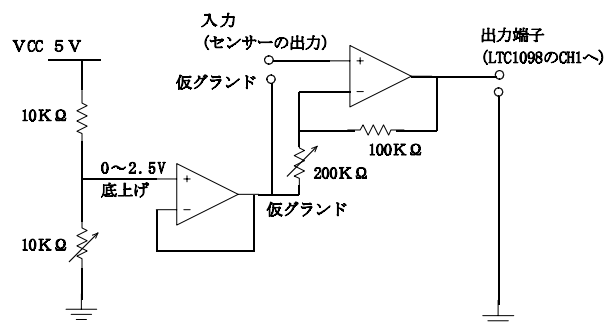 入力
(センサーの出力)
出力端子
(LTC1098のCH1へ)
VCC 5V
仮グランド
10KΩ
100KΩ
0～2.5V
底上げ
200KΩ
仮グランド
10KΩ
+
−
+
−